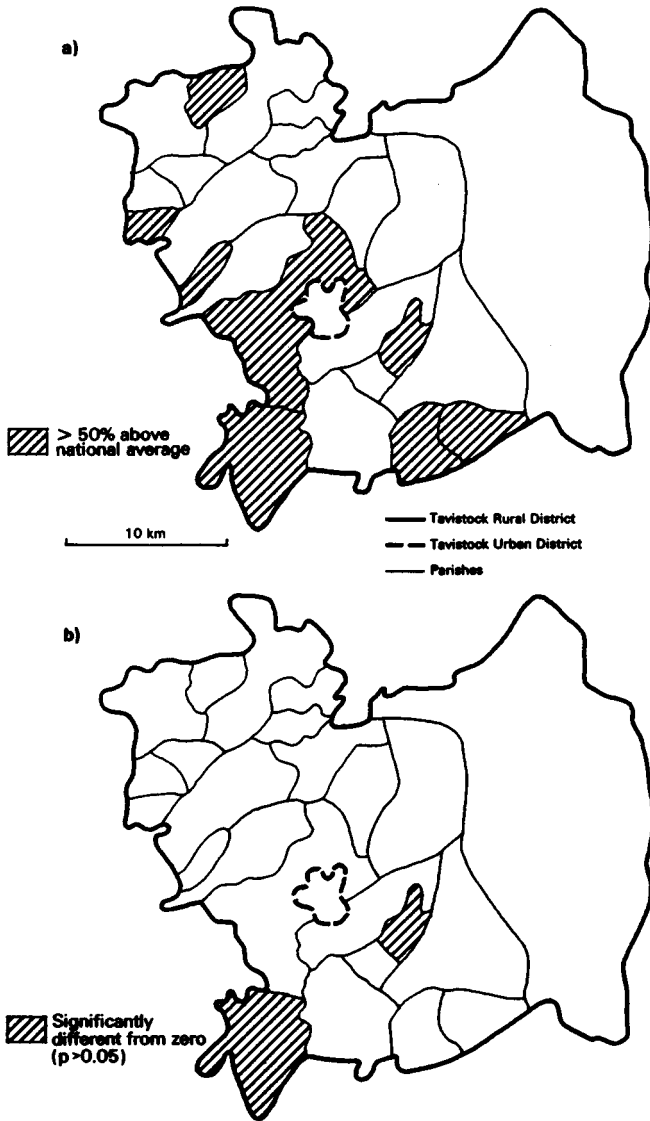 a)
> 50% above
national average
10 km
Tavistock Rural District
Tavistock Urban District
Parishes
b)
Significantly
different from zero
(p >0.05)